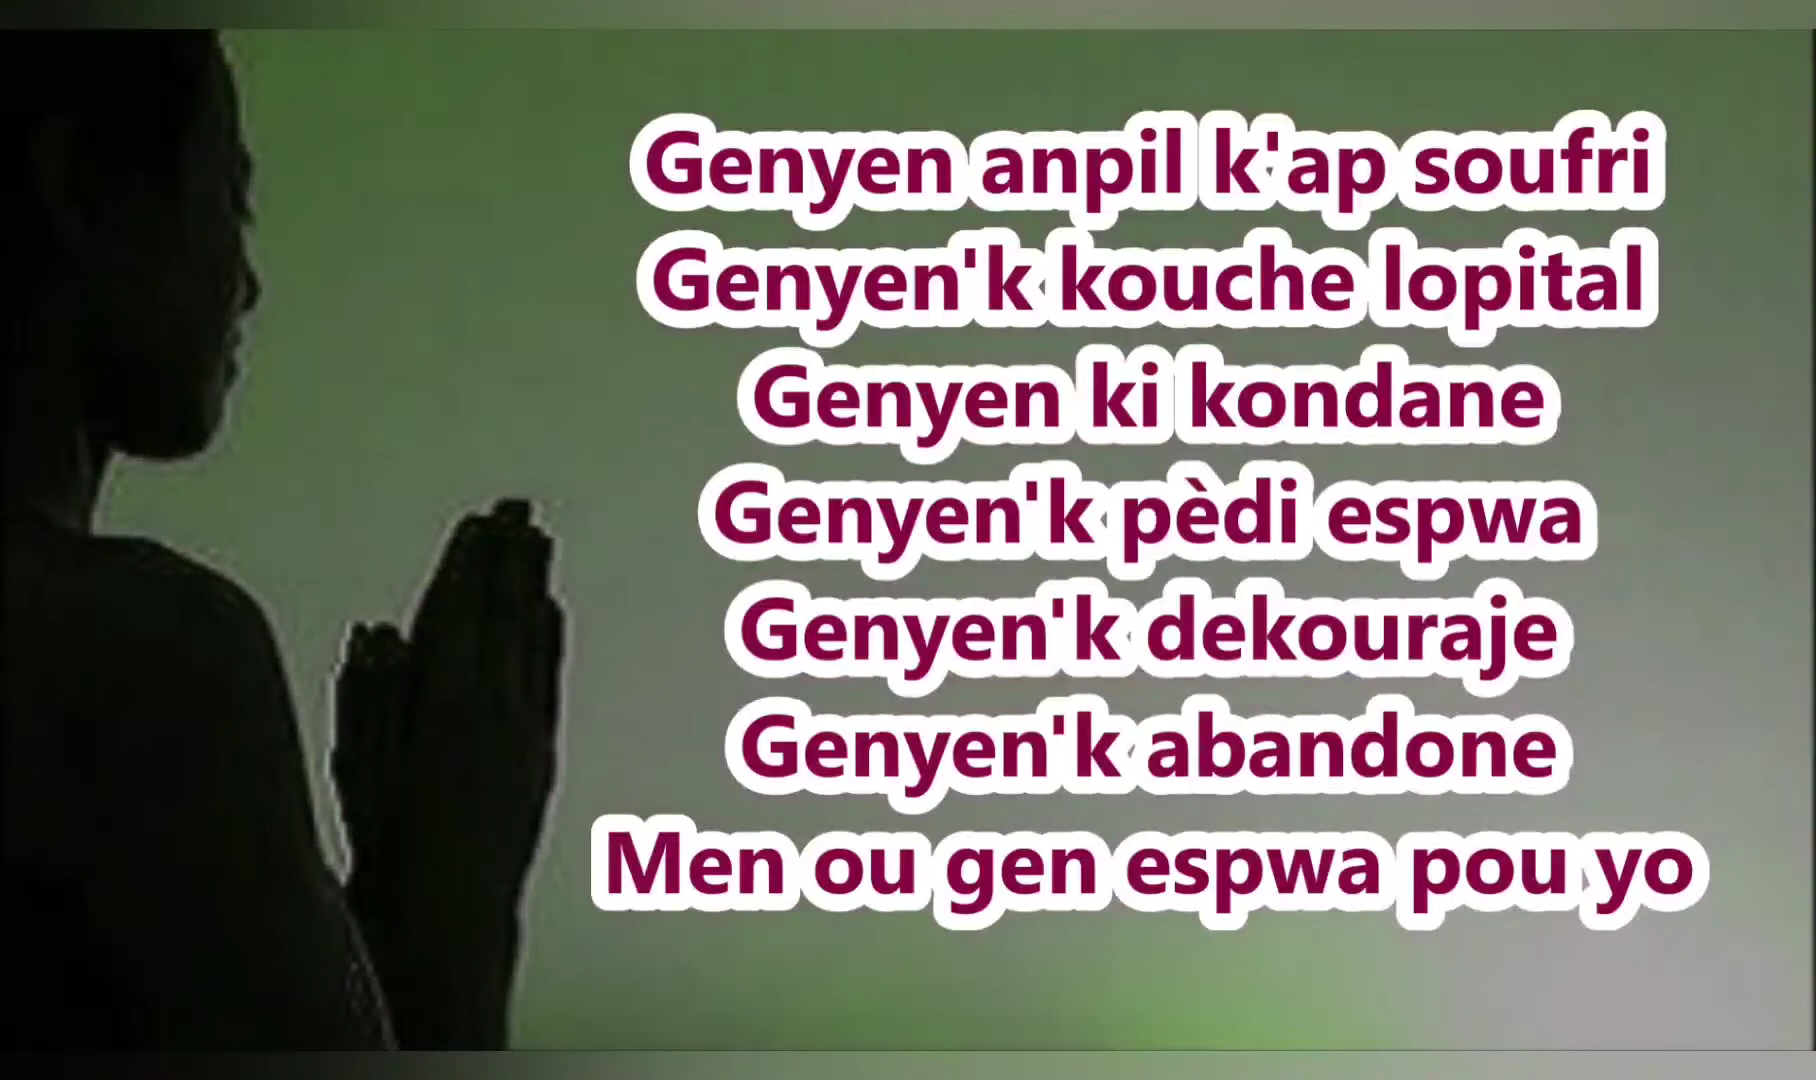 Genyen anpil k'ap soufri
Genyen'k kouche lopital
Genyen ki kondane
Genyen'k pèdi espwa
Genyen'k dekouraje
Genyen'k abandone
Men ou gen espwa pou yo